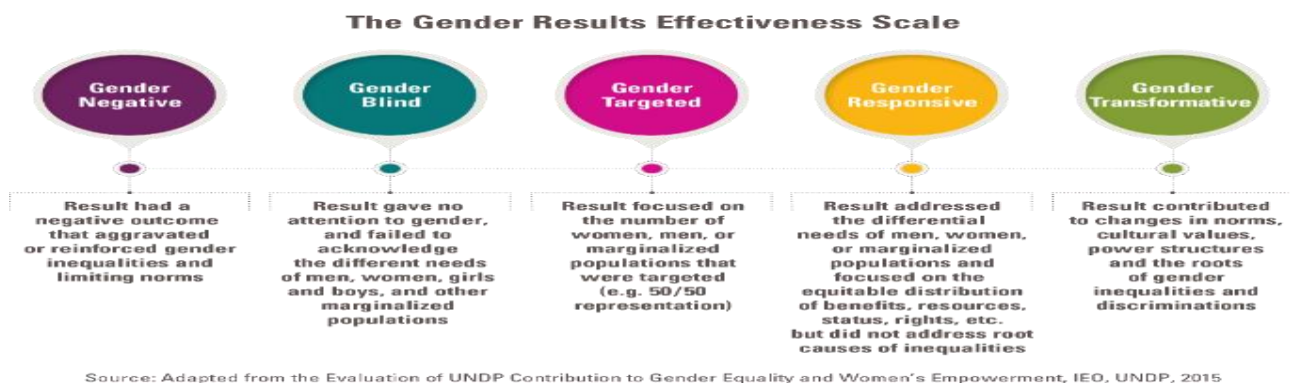 The Gender Results Effectiveness Scale
Gender
Negative
Gender
Blind
Gender
Targeted
Gender
Responsive
Gender
Transformative
Result had a
negative outcome
that aggravated
or reinforced gender
inequalities and
limiting norms
Result gave no
attention to gender,
and failed to
acknowledge
the different needs
of men, women, girls
and boys, and other
marginalized
populations
Result focused on
the number of
women, men, or
marginalized
populations that
were targeted
(e.g. 50/50
representation)
Result addressed
the differential
needs of men, women,
or marginalized
populations and
focused on the
equitable distribution
of benefits, resources,
status, rights, etc.
but did not address root
causes of inequalities
Result contributed
to changes in norms,
cultural values,
power structures
and the roots
of gender
inequalities and
discriminations
Source: Adapted from the Evaluation of UNDP Contribution to Gender Equality and Women's Empowerment, IEO, UNDP, 2015